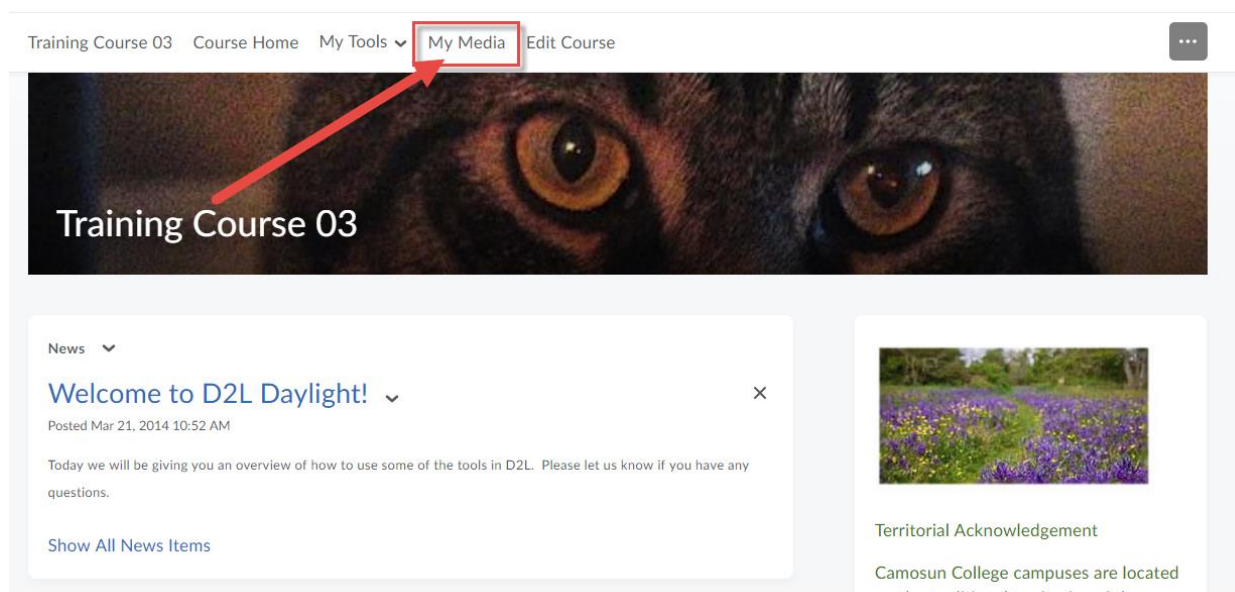 Training Course 03 Course Home My Tools My Media Edit Course
Training Course 03
News
Welcome to D2L Daylight!
Posted Mar 21, 2014 10:52 AM
Today we will be giving you an overview of how to use some of the tools in D2L. Please let us know if you have any
questions.
Show All News Items
Territorial Acknowledgement
Camosun College campuses are located